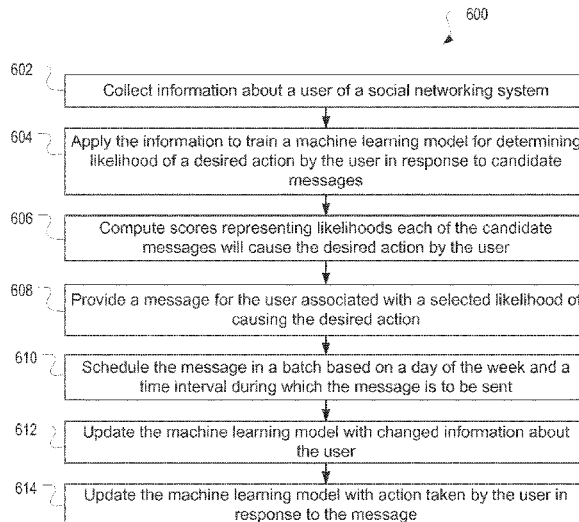 600
602
Collect information about a user of a social networking system
604
Apply the information to train a machine learning model for determining
likelihood of a desired action by the user in response to candidate
messages
606
Compute scores representing likelihoods each of the candidate
messages will cause the desired action by the user
608
Provide a message for the user associated with a selected likelihood of
causing the desired action
610
Schedule the message in a batch based on a day of the week and a
time interval during which the message is to be sent
612
Update the machine learning model with changed information about
the user
614
Update the machine learning model with action taken by the user in
response to the message